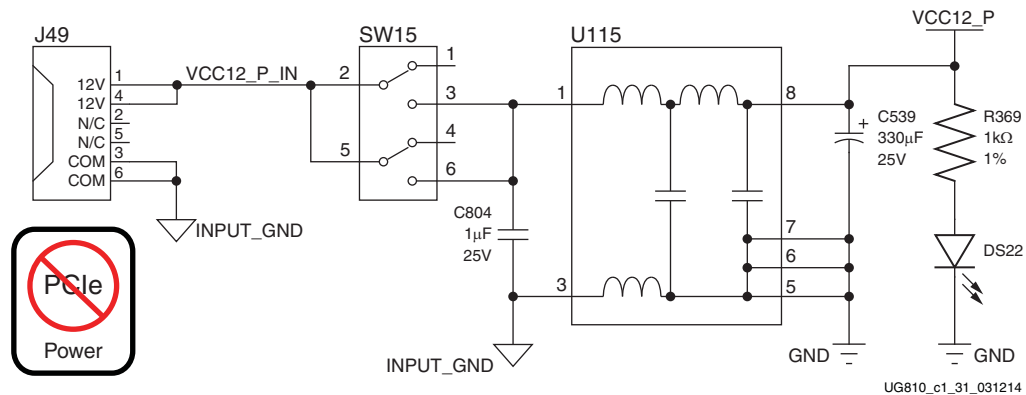 VCC12_P
J49
SW15
U115
12V 1
12V 4
N/C 2
N/C 5
COM 3
COM 6
VCC12_P_IN
2
1
3
4
5
6
1
8
C539
330µF
25V
+
R369
1kΩ
1%
INPUT_GND
C804
1µF
25V
7
6
3
5
DS22
PCIe
Power
INPUT_GND
GND
GND
UG810_c1_31_031214